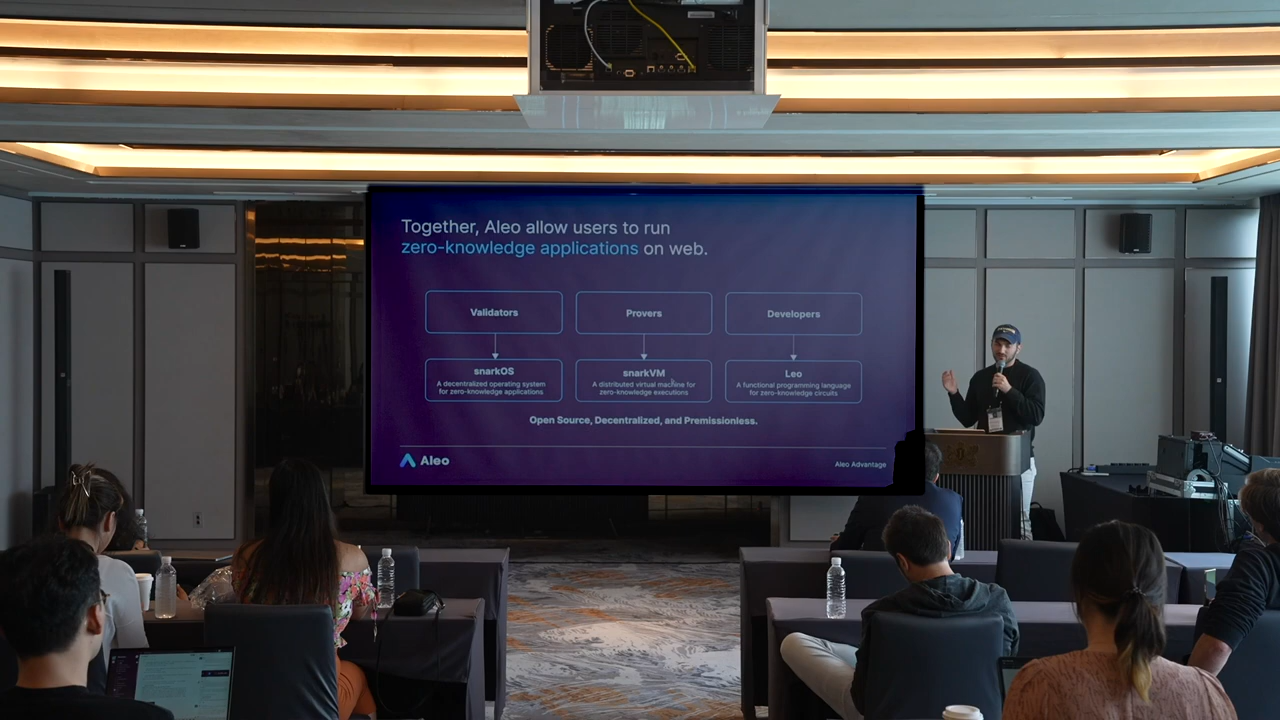 Together, Aleo allow users to run
zero-knowledge applications on web.
Validators
Provers
Developers
snarkOS
A decentralized operating system
for zero-knowledge applications
snarkVM
A distributed virtual machine for
zero-knowledge executions
Leo
A functional programming language
for zero-knowledge circuits
Open Source, Decentralized, and Premissionless.
Aleo
Aleo Advantage